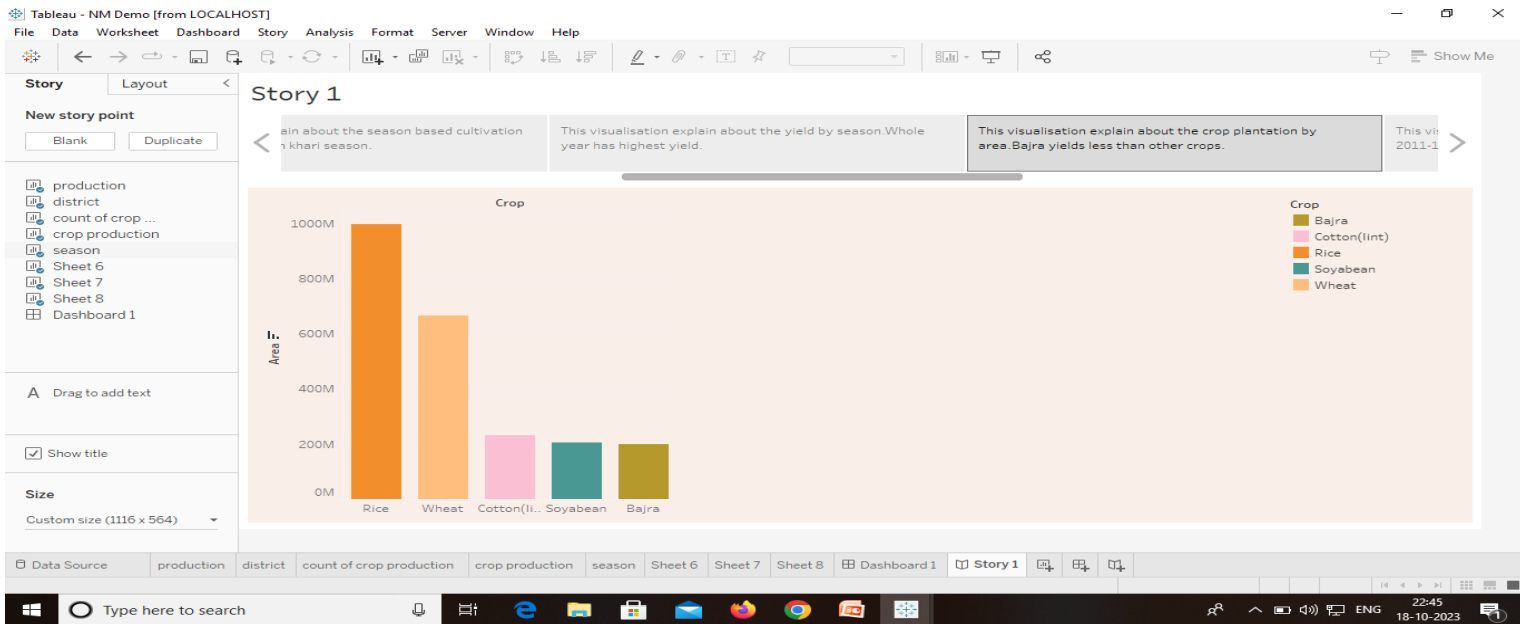 Tableau - NM Demo [from LOCALHOST]
File Data Worksheet Dashboard Story Analysis Format Server Window Help
Show Me
Story Layout
New story point
Blank Duplicate
production
district
count of crop ...
crop production
season
Sheet 6
Sheet 7
Sheet 8
Dashboard 1
A Drag to add text
Show title
Size
Custom size (1116 x 564)
Story 1
ain about the season based cultivation
khari season.
This visualisation explain about the yield by season.Whole
year has highest yield.
This visualisation explain about the crop plantation by
area.Bajra yields less than other crops.
This vi
2011-1
Crop
1000M
800M
600M
400M
200M
0M
Area
Rice Wheat Cotton(li.. Soyabean Bajra
Crop
Bajra
Cotton(lint)
Rice
Soyabean
Wheat
Data Source production district count of crop production crop production season Sheet 6 Sheet 7 Sheet 8 Dashboard 1 Story 1
Type here to search
ENG
22:45
18-10-2023
1